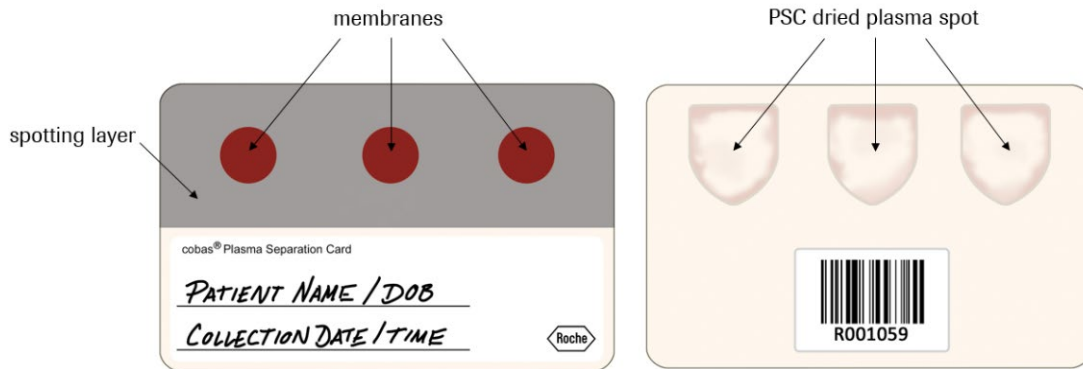 membranes
PSC dried plasma spot
spotting layer
cobas® Plasma Separation Card
PATIENT NAME / DOB
COLLECTION DATE / TIME
Roche
R001059